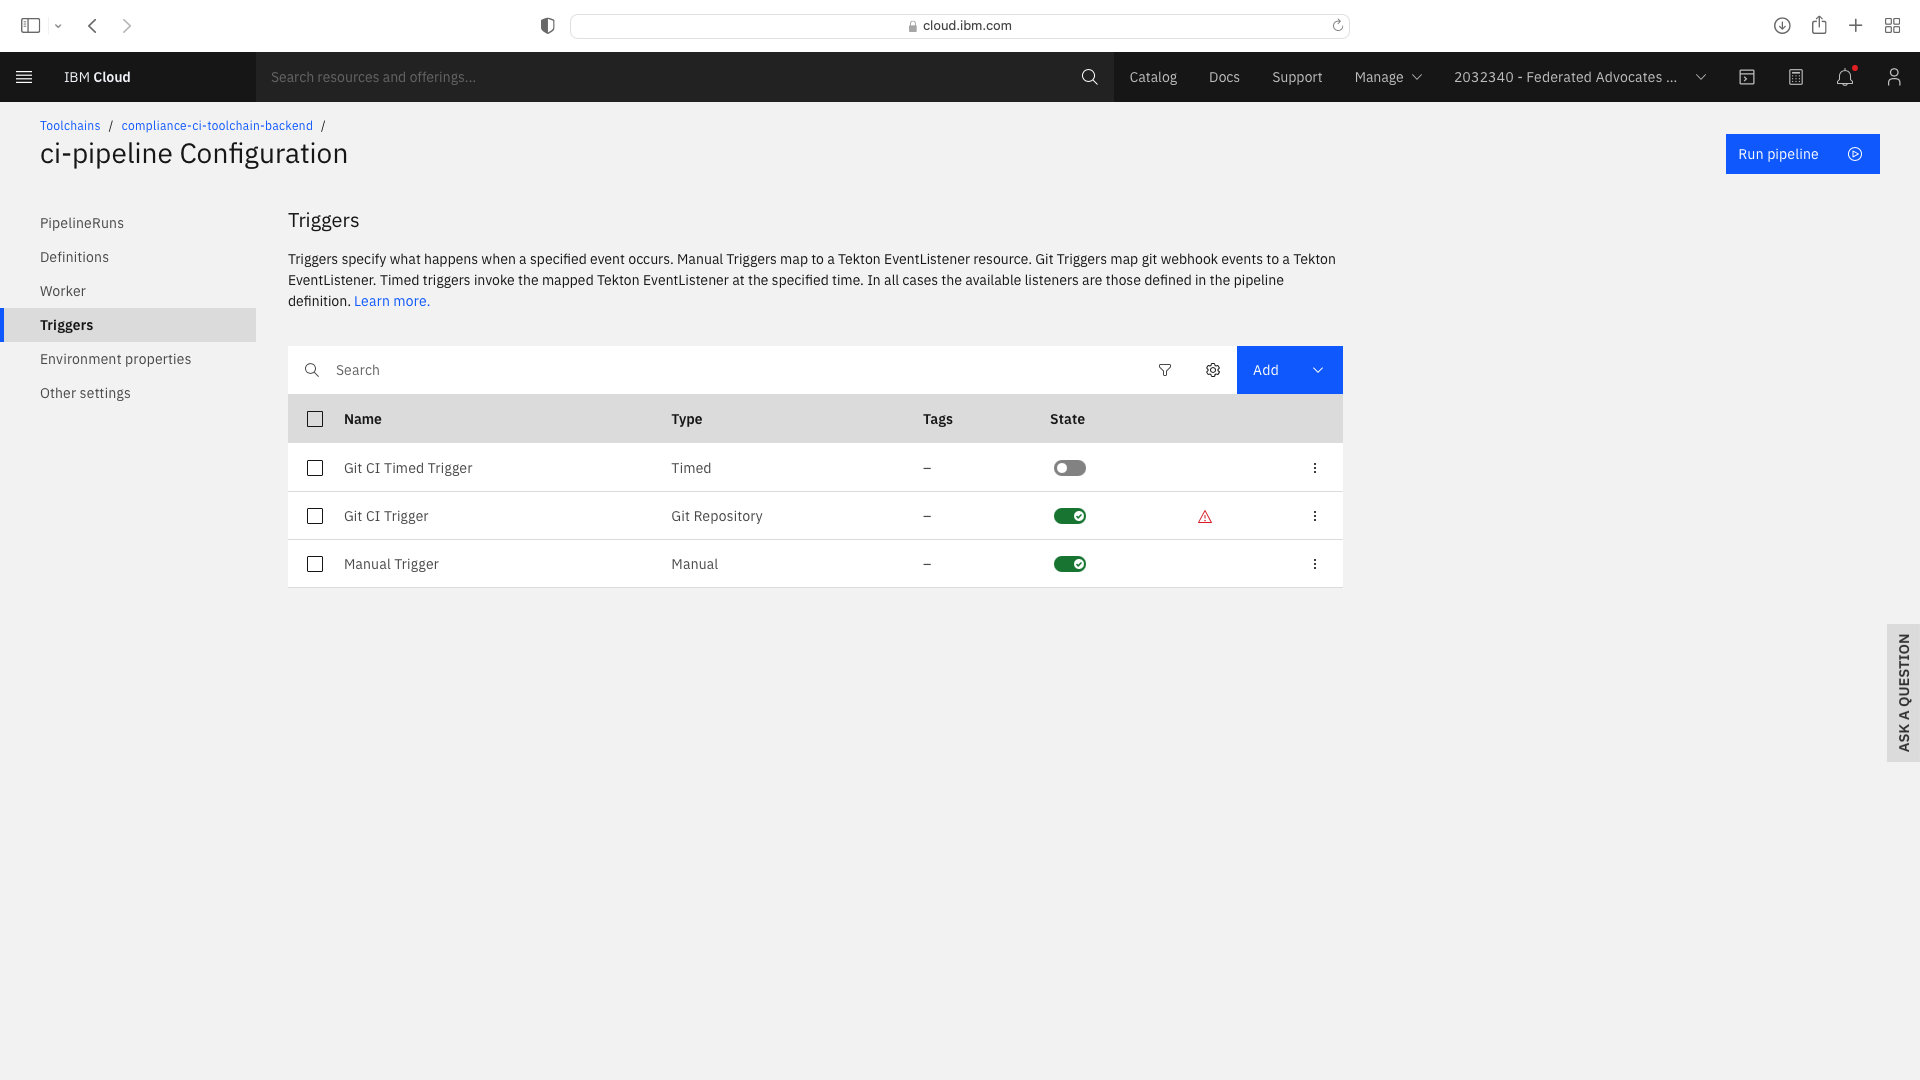 cloud.ibm.com
IBM Cloud
Search resources and offerings...
Catalog
Docs
Support
Manage
2032340 - Federated Advocates ...
Toolchains / compliance-ci-toolchain-backend /
ci-pipeline Configuration
Run pipeline
PipelineRuns
Definitions
Worker
Triggers
Environment properties
Other settings
Triggers
Triggers specify what happens when a specified event occurs. Manual Triggers map to a Tekton EventListener resource. Git Triggers map git webhook events to a Tekton
EventListener. Timed triggers invoke the mapped Tekton EventListener at the specified time. In all cases the available listeners are those defined in the pipeline
definition. Learn more.
Search
Add
Name Type Tags State
Git CI Timed Trigger Timed –
Git CI Trigger Git Repository –
Manual Trigger Manual –
ASK A QUESTION